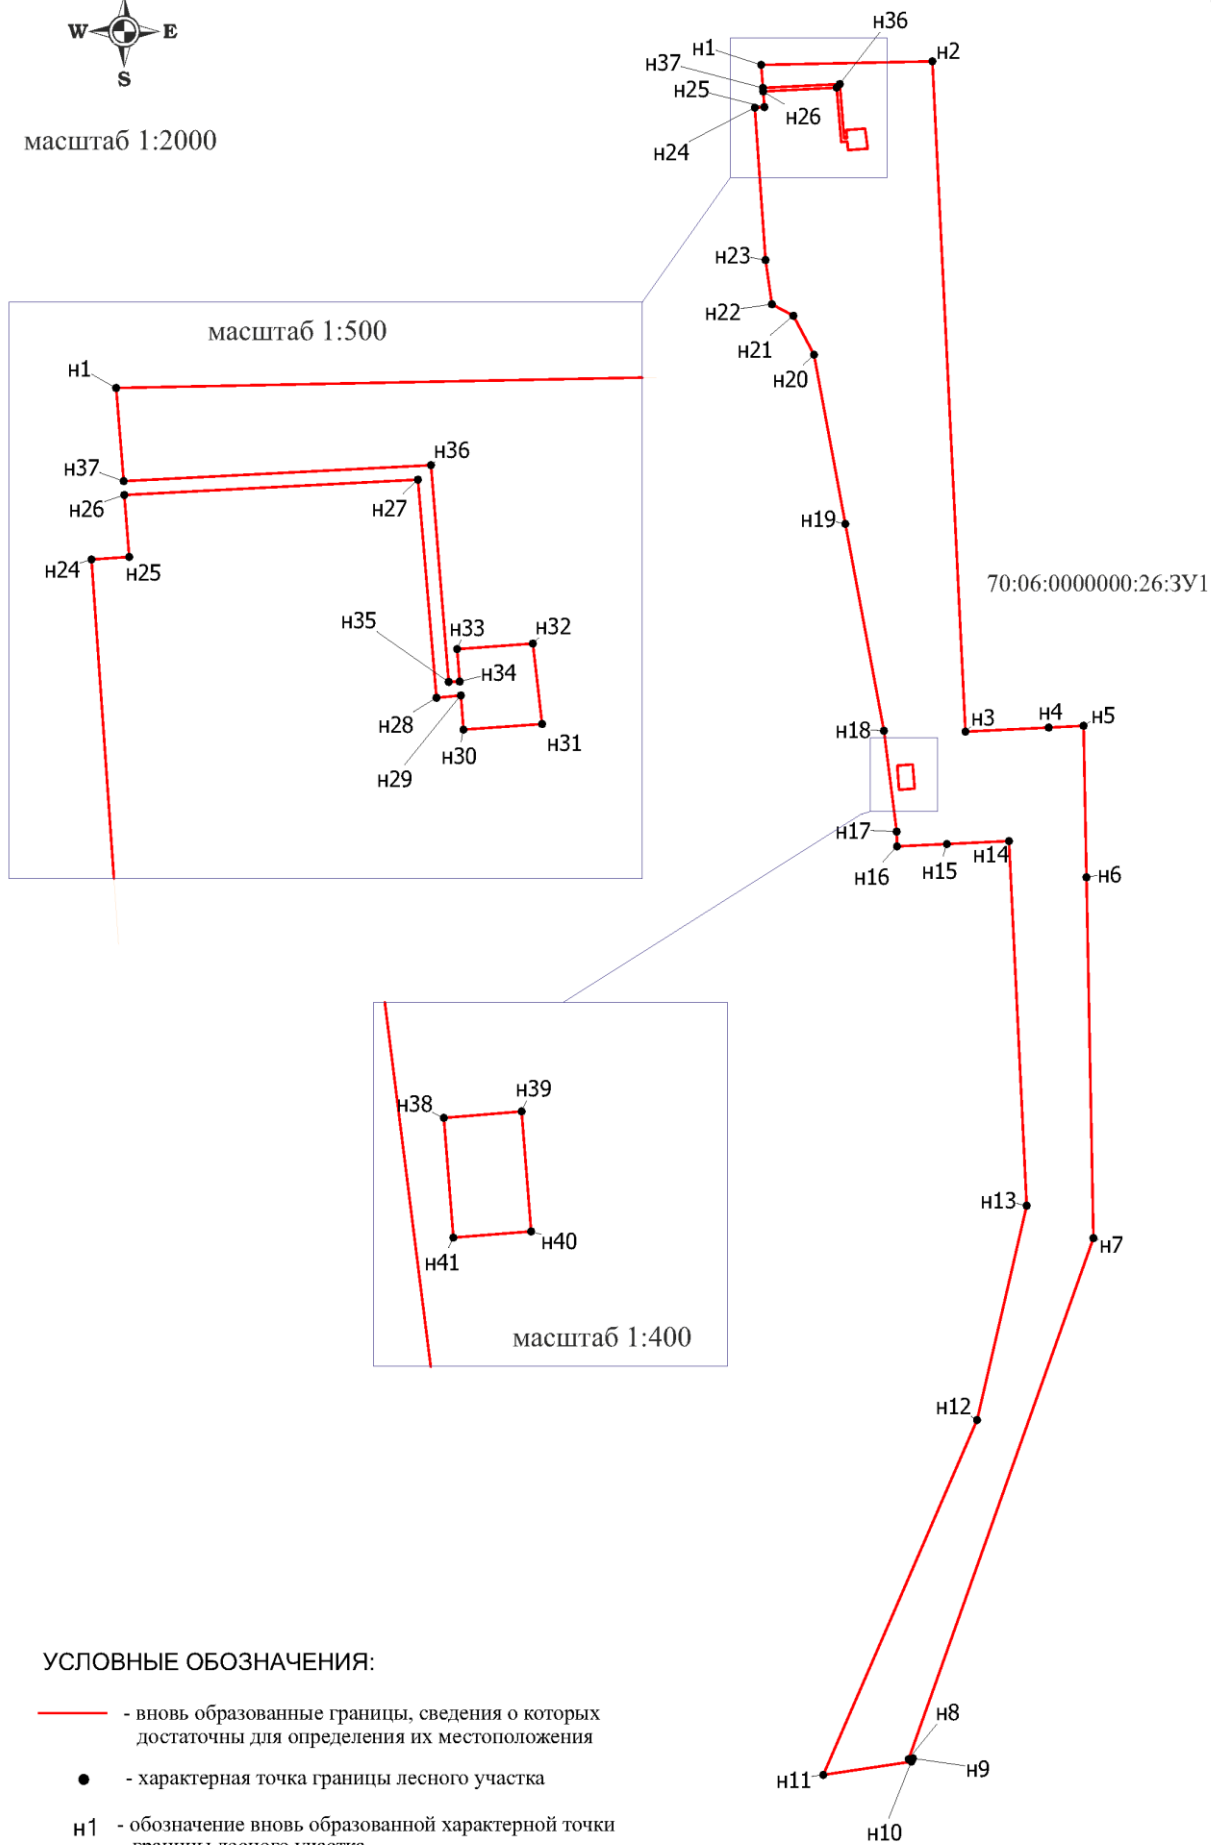 W E
S
масштаб 1:2000
н36
н1
н2
н37
н25
н26
н24
н23
н22
н21
н20
н19
масштаб 1:500
н1
н37
н36
н26
н27
н24
н25
н35
н33
н32
н34
н28
н30
н31
н29
70:06:0000000:26:ЗУ1
н18
н3
н4
н5
н17
н16
н15
н14
н6
н38
н39
н41
н40
масштаб 1:400
н13
н7
н12
н8
н11
н9
н10
УСЛОВНЫЕ ОБОЗНАЧЕНИЯ:
- вновь образованные границы, сведения о которых
достаточны для определения их местоположения
- характерная точка границы лесного участка
н1 - обозначение вновь образованной характерной точки
границы лесного участка